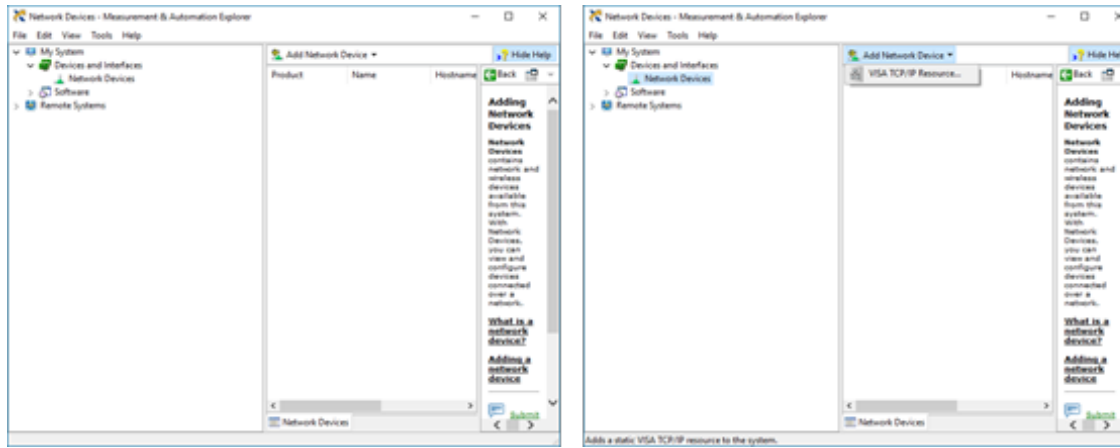 Network Devices - Measurement & Automation Explorer
File Edit View Tools Help
My System
Devices and Interfaces
Network Devices
Software
Remote Systems
Add Network Device
Hide Help
Product Name Hostname
Back
Adding
Network
Devices
Network
Devices
contains
network and
wireless
devices
available
from this
system.
With
Network
Devices,
you can
view and
configure
devices
connected
over a
network.
What is a
network
device?
Adding a
network
device
Submit
Network Devices
Network Devices - Measurement & Automation Explorer
File Edit View Tools Help
My System
Devices and Interfaces
Network Devices
Software
Remote Systems
Add Network Device
Hide He
VISA TCP/IP Resource...
Hostname
Back
Adding
Network
Devices
Network
Devices
contains
network and
wireless
devices
available
from this
system.
With
Network
Devices,
you can
view and
configure
devices
connected
over a
network.
What is a
network
device?
Adding a
network
device
Submit
Network Devices
Adds a static VISA TCP/IP resource to the system.